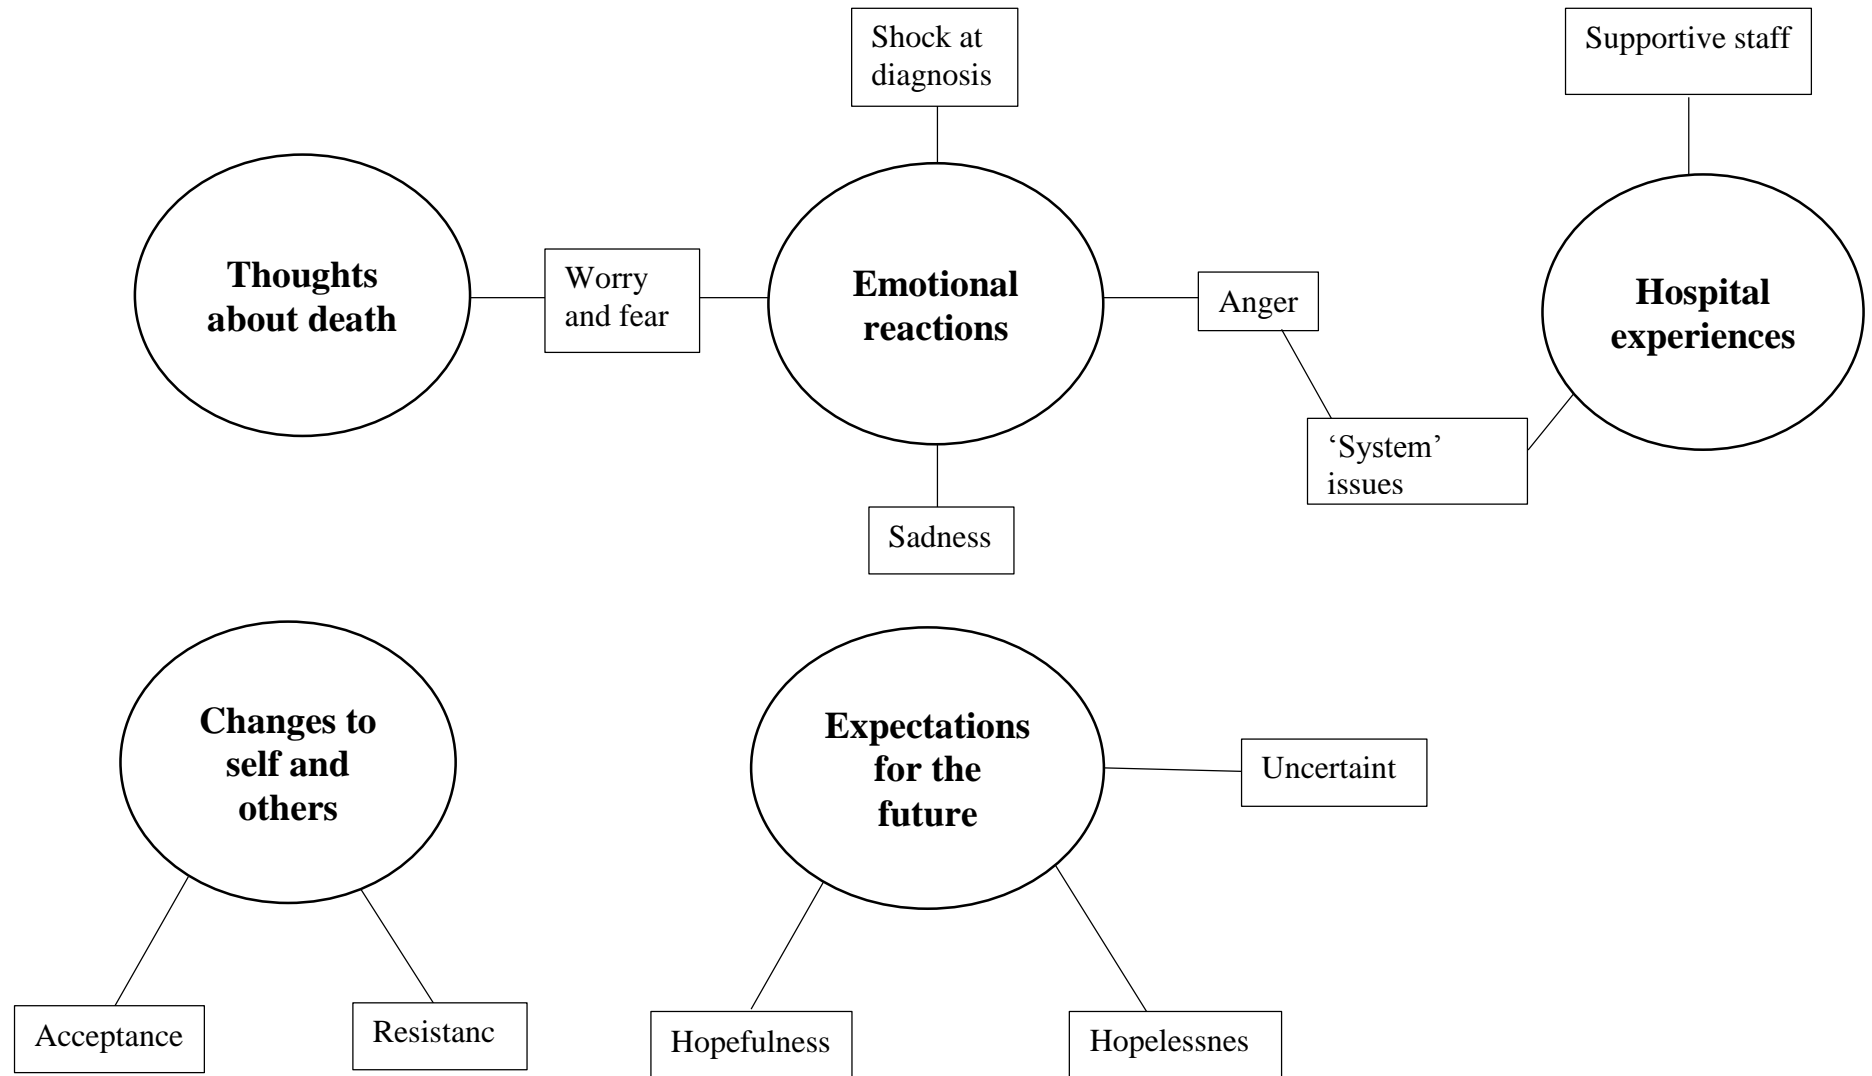 Shock at
diagnosis
Supportive staff
Thoughts
about death
Worry
and fear
Emotional
reactions
Anger
Hospital
experiences
‘System’
issues
Sadness
Changes to
self and
others
Expectations
for the
future
Uncertaint
Acceptance
Resistanc
Hopefulness
Hopelessnes